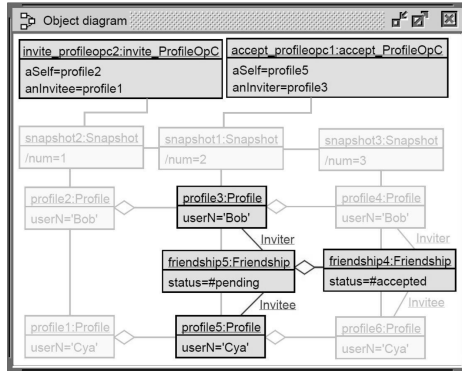 Object diagram
invite_profileopc2:invite_ProfileOpC
aSelf=profile2
anInvitee=profile1
accept_profileopc1:accept_ProfileOpC
aSelf=profile5
anInviter=profile3
snapshot2:Snapshot
/num=1
snapshot1:Snapshot
/num=2
snapshot3:Snapshot
/num=3
profile2:Profile
userN='Bob'
profile3:Profile
userN='Bob'
profile4:Profile
userN='Bob'
Inviter
Inviter
friendship5:Friendship
status=#pending
friendship4:Friendship
status=#accepted
Invitee
Invitee
profile1:Profile
userN='Cya'
profile5:Profile
userN='Cya'
profile6:Profile
userN='Cya'